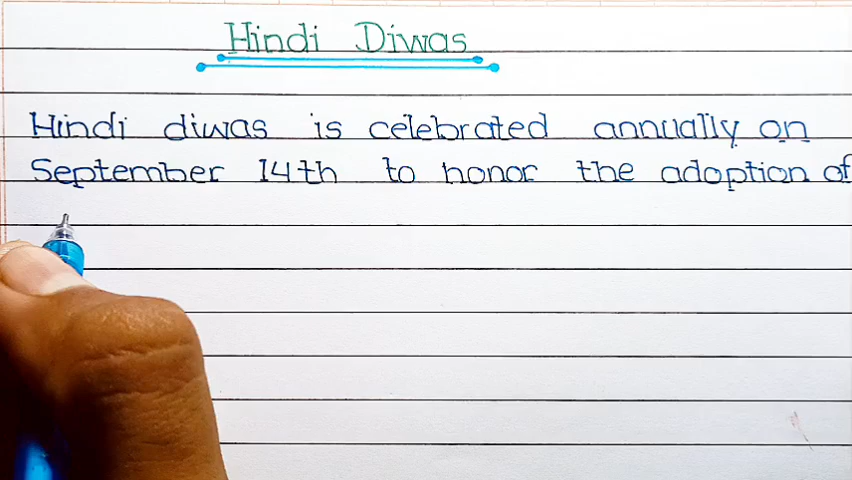 Hindi Diwas
Hindi diwas is celebrated annually on
September 14th to honor the adoption of